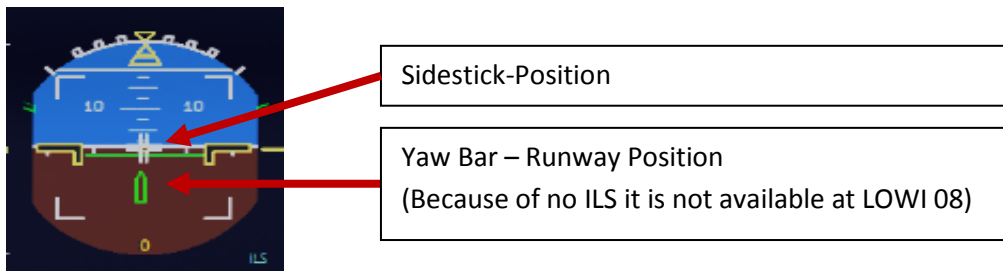 10 10
0
ILS
Sidestick-Position
Yaw Bar – Runway Position
(Because of no ILS it is not available at LOWI 08)